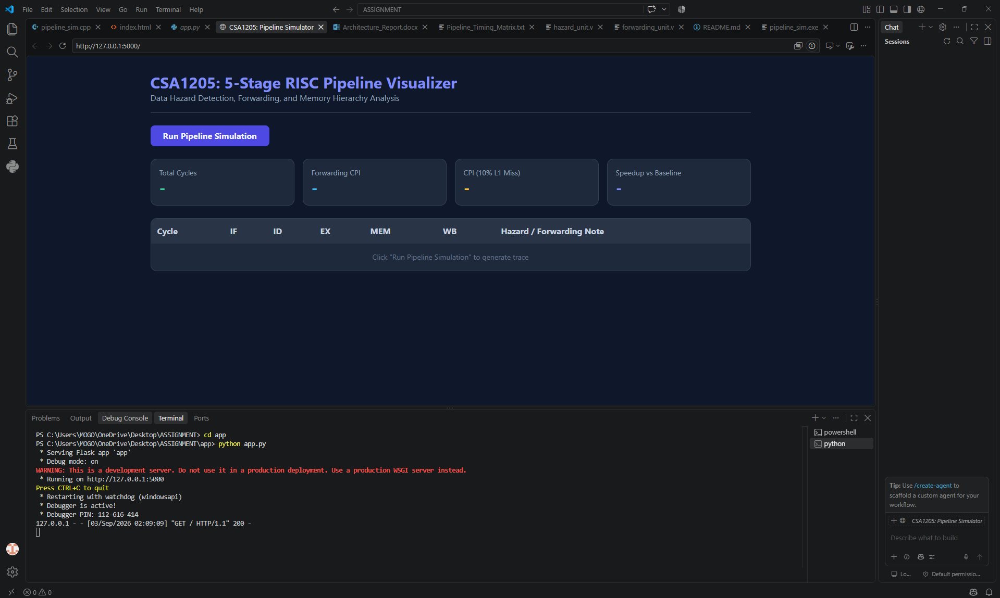 File Edit Selection View Go Run Terminal Help
ASSIGNMENT
pipeline_sim.cpp
index.html
app.py
CSA1205: Pipeline Simulator
Architecture_Report.docx
Pipeline_Timing_Matrix.txt
hazard_unit.v
forwarding_unit.v
README.md
pipeline_sim.exe
http://127.0.0.1:5000/
CSA1205: 5-Stage RISC Pipeline Visualizer
Data Hazard Detection, Forwarding, and Memory Hierarchy Analysis
Run Pipeline Simulation
Total Cycles
-
Forwarding CPI
-
CPI (10% L1 Miss)
-
Speedup vs Baseline
-
Cycle IF ID EX MEM WB Hazard / Forwarding Note
Click "Run Pipeline Simulation" to generate trace
Problems Output Debug Console Terminal Ports
PS C:\Users\MOGO\OneDrive\Desktop\ASSIGNMENT> cd app
PS C:\Users\MOGO\OneDrive\Desktop\ASSIGNMENT\app> python app.py
* Serving Flask app 'app'
* Debug mode: on
WARNING: This is a development server. Do not use it in a production deployment. Use a production WSGI server instead.
* Running on http://127.0.0.1:5000
Press CTRL+C to quit
* Restarting with watchdog (windowsapi)
* Debugger is active!
* Debugger PIN: 112-616-414
127.0.0.1 - - [03/Sep/2026 02:09:09] "GET / HTTP/1.1" 200 -
powershell
python
Chat
Sessions
Tip: Use /create-agent to
scaffold a custom agent for your
workflow.
CSA1205: Pipeline Simulator
Describe what to build
Lo...
Default permissio...
0 0